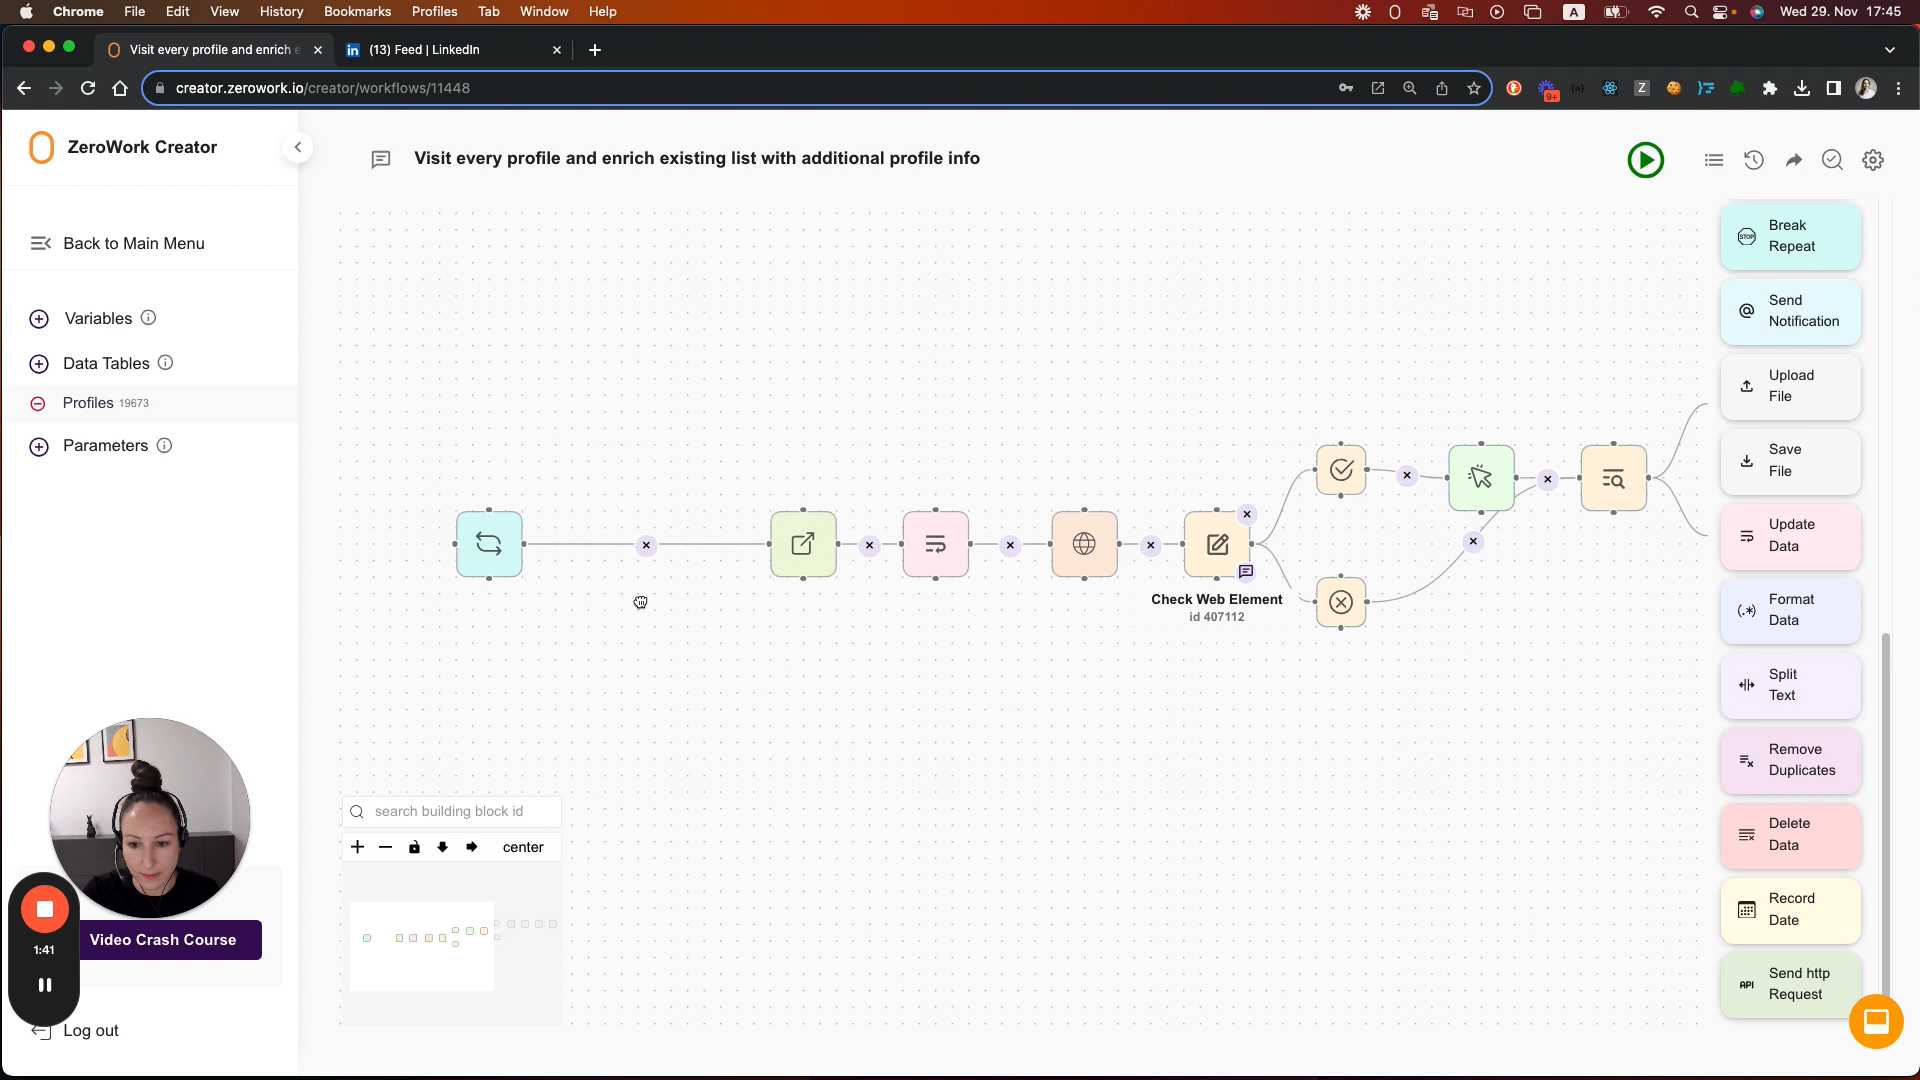 Chrome File Edit View History Bookmarks Profiles Tab Window Help
A
Wed 29. Nov 17:45
Visit every profile and enrich e
in (13) Feed | LinkedIn
creator.zerowork.io/creator/workflows/11448
9+
Z
ZeroWork Creator
Visit every profile and enrich existing list with additional profile info
Back to Main Menu
Variables
Data Tables
Profiles 19673
Parameters
Check Web Element
id 407112
search building block id
center
STOP
Break
Repeat
@
Send
Notification
Upload
File
Save
File
Update
Data
(.*)
Format
Data
Split
Text
Remove
Duplicates
Delete
Data
Record
Date
API
Send http
Request
1:41
Video Crash Course
Log out